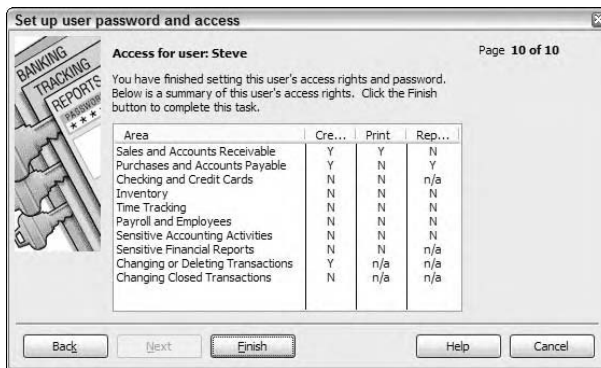 Set up user password and access
BANKING
TRACKING
REPORTS
PASSWORD
****
Access for user: Steve
Page 10 of 10
You have finished setting this user's access rights and password.
Below is a summary of this user's access rights. Click the Finish
button to complete this task.
Area Cre... Print Rep...
Sales and Accounts Receivable Y Y N
Purchases and Accounts Payable Y N Y
Checking and Credit Cards N N n/a
Inventory N N N
Time Tracking N N N
Payroll and Employees N N N
Sensitive Accounting Activities N N N
Sensitive Financial Reports N N n/a
Changing or Deleting Transactions Y n/a n/a
Changing Closed Transactions N n/a n/a
Back Next Finish Help Cancel